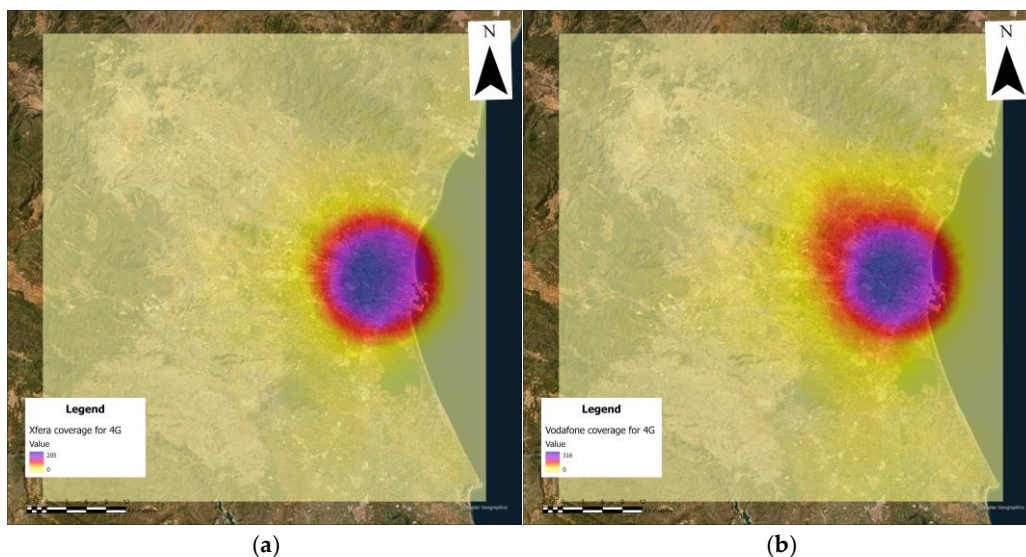 N
N
Legend
Xfera coverage for 4G
Value
205
0
Legend
Vodafone coverage for 4G
Value
316
0
(a)
(b)